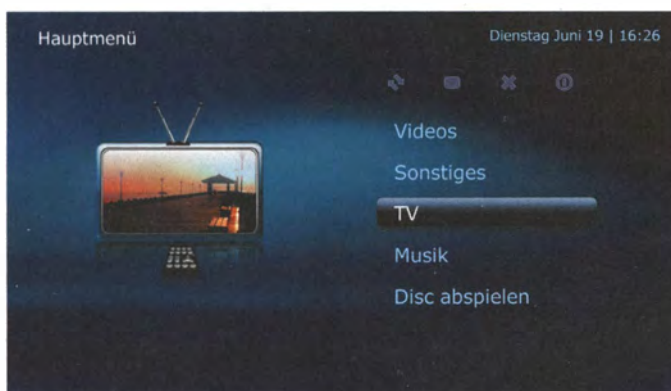 Hauptmenü
Dienstag Juni 19 | 16:26
Videos
Sonstiges
TV
Musik
Disc abspielen